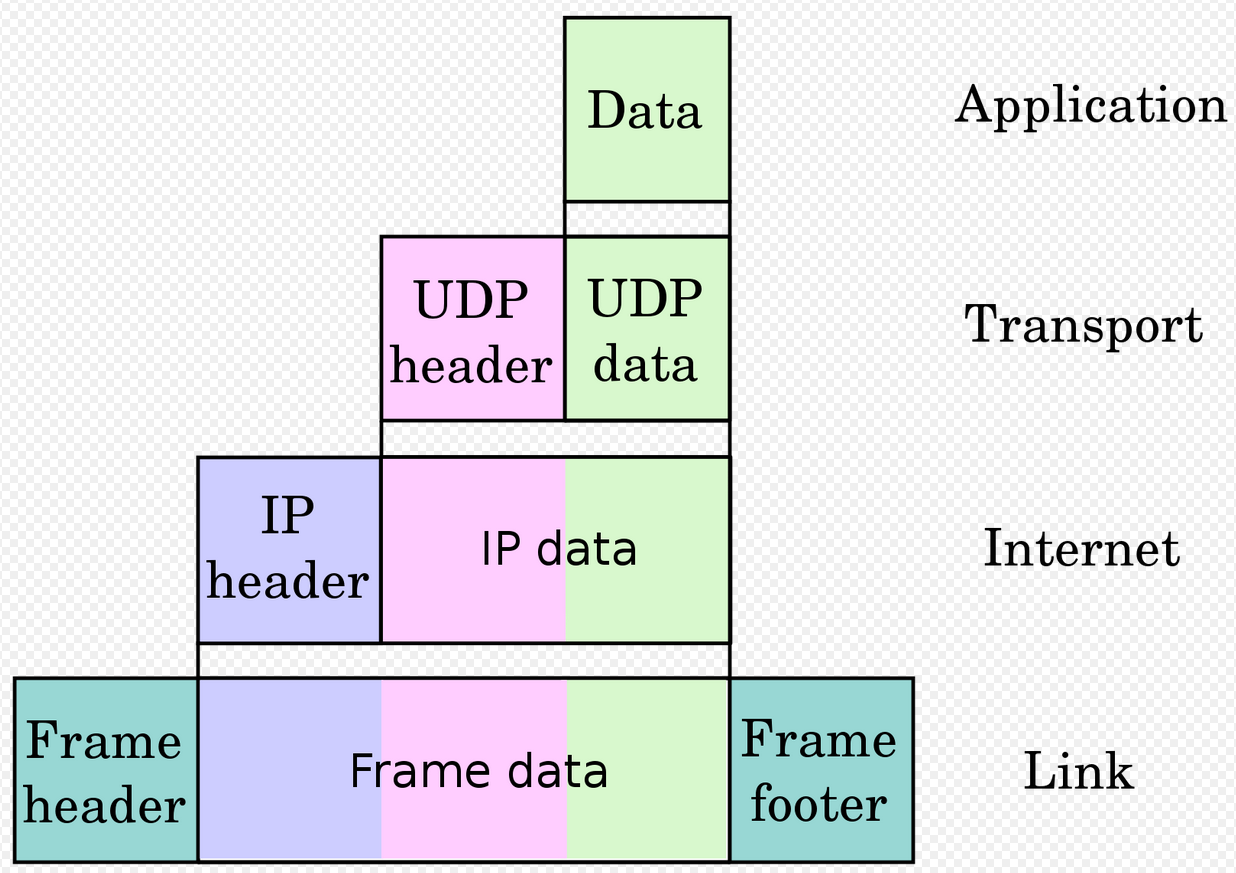 Data
Application
UDP
header
UDP
data
Transport
IP
header
IP data
Internet
Frame
header
Frame data
Frame
footer
Link